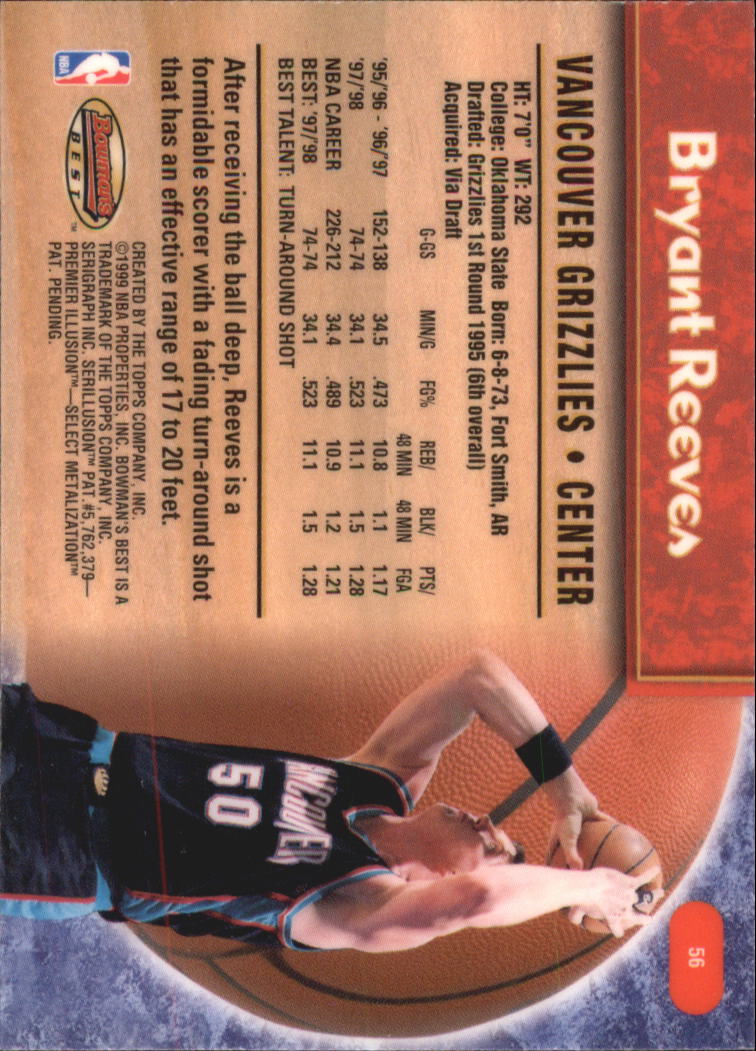 Bryant Reeves
56
VANCOUVER GRIZZLIES • CENTER
HT: 7'0" WT: 292
College: Oklahoma State Born: 6-8-73, Fort Smith, AR
Drafted: Grizzlies 1st Round 1995 (6th overall)
Acquired: Via Draft
G-GS MIN/G FG% REB/48 MIN BLK/48 MIN PTS/FGA
'95/'96 - '96/'97 152-138 34.5 .473 10.8 1.1 1.17
'97/'98 74-74 34.1 .523 11.1 1.5 1.28
NBA CAREER 226-212 34.4 .489 10.9 1.2 1.21
BEST: '97/'98 74-74 34.1 .523 11.1 1.5 1.28
BEST TALENT: TURN-AROUND SHOT
After receiving the ball deep, Reeves is a
formidable scorer with a fading turn-around shot
that has an effective range of 17 to 20 feet.
NBA
Bowman's
BEST™
CREATED BY THE TOPPS COMPANY, INC.
©1999 NBA PROPERTIES, INC. BOWMAN'S BEST IS A
TRADEMARK OF THE TOPPS COMPANY, INC.
SERIGRAPH INC. SERILLUSION™ PAT.#5,762,379—
PREMIER ILLUSION™—SELECT METALIZATION™
PAT. PENDING.
ANCOUVER
50